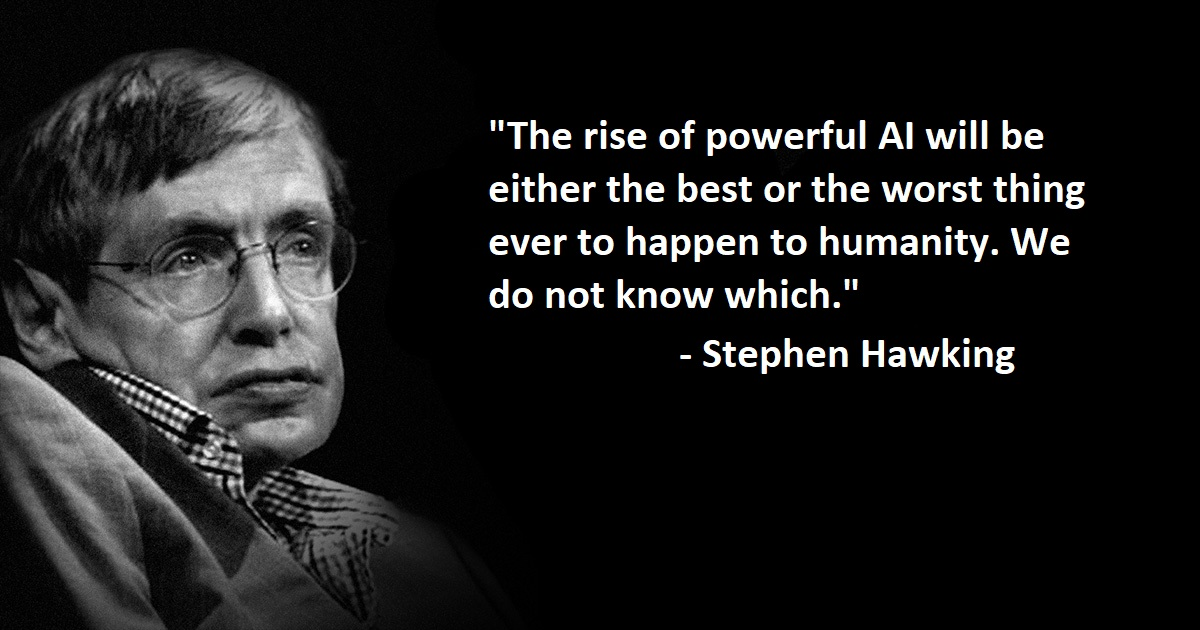 "The rise of powerful AI will be
either the best or the worst thing
ever to happen to humanity. We
do not know which."
- Stephen Hawking